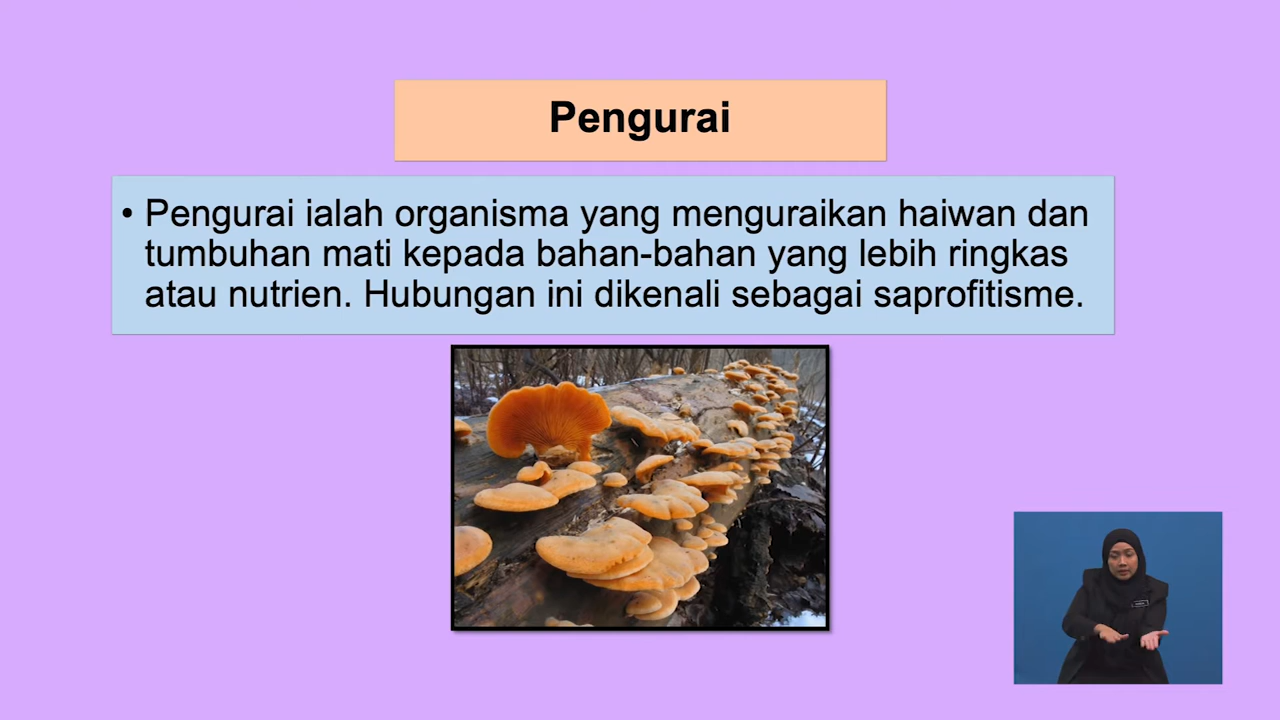 Pengurai
• Pengurai ialah organisma yang menguraikan haiwan dan
tumbuhan mati kepada bahan-bahan yang lebih ringkas
atau nutrien. Hubungan ini dikenali sebagai saprofitisme.